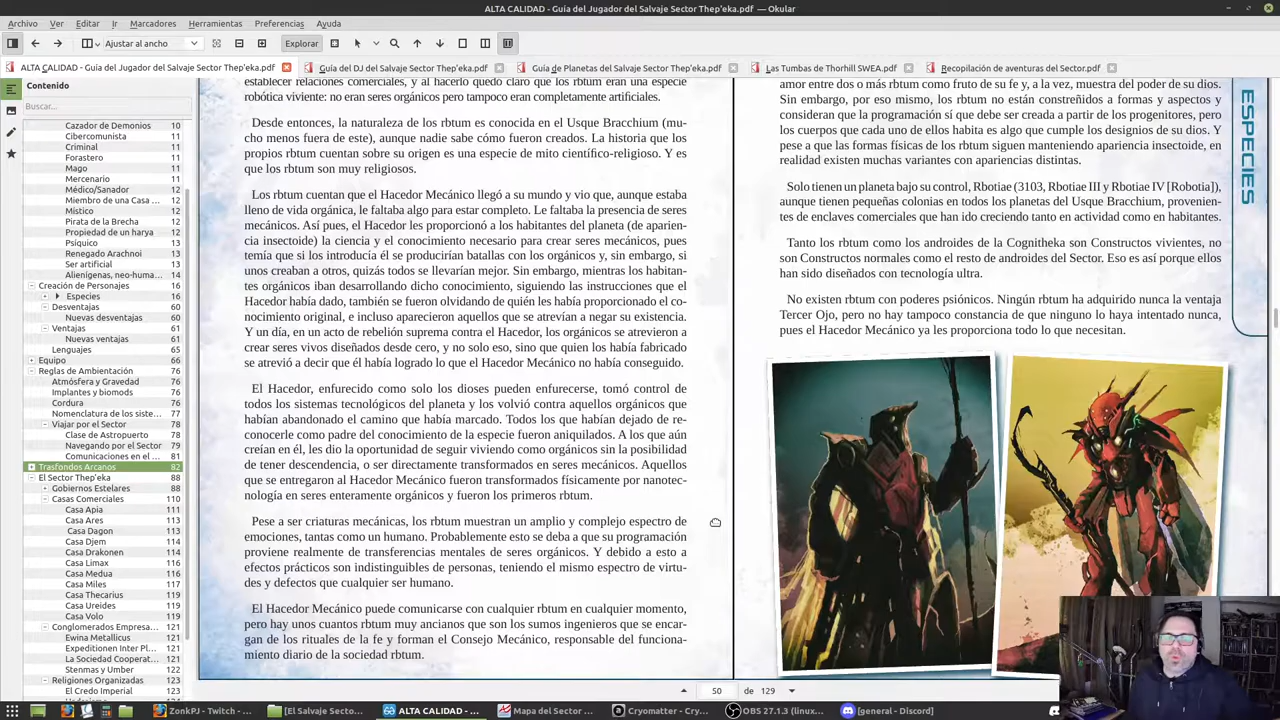 ALTA CALIDAD - Guía del Jugador del Salvaje Sector Thep'eka.pdf — Okular
Archivo Ver Editar Ir Marcadores Herramientas Preferencias Ayuda
Ajustar al ancho Explorar
ALTA CALIDAD - Guía del Jugador del Salvaje Sector Thep'eka.pdf
Guía del DJ del Salvaje Sector Thep'eka.pdf
Guía de Planetas del Salvaje Sector Thep'eka.pdf
Las Tumbas de Thorhill SWEA.pdf
Recopilación de aventuras del Sector.pdf
Contenido
Buscar...
Cazador de Demonios 10
Cibercomunista 11
Criminal 11
Forastero 11
Mago 11
Mercenario 11
Médico/Sanador 12
Miembro de una Casa ... 12
Místico 12
Pirata de la Brecha 12
Propiedad de un harya 12
Psíquico 13
Renegado Arachnoi 13
Ser artificial 13
Alienígenas, neo-huma... 14
Creación de Personajes 16
Especies 16
Desventajas 57
Nuevas desventajas 57
Ventajas 61
Nuevas ventajas 61
Lenguajes 65
Equipo 66
Reglas de Ambientación 76
Atmósfera y Gravedad 76
Implantes y biomods 76
Cordura 76
Nomenclatura de los siste... 77
Viajar por el Sector 78
Clase de Astropuerto 78
Navegando por el Sector 79
Comunicaciones en el ... 81
Trasfondos Arcanos 82
El Sector Thep'eka 88
Gobiernos Estelares 88
Casas Comerciales 110
Casa Apia 111
Casa Ares 113
Casa Dagon 113
Casa Djem 114
Casa Drakonen 114
Casa Limax 116
Casa Medua 116
Casa Miles 117
Casa Thecarius 119
Casa Ureides 119
Casa Volo 119
Conglomerados Empresa... 121
Ewina Metallicus 121
Expeditionen Inter Pl... 121
La Sociedad Cooperat... 121
Stenmas y Umber 122
Religiones Organizadas 122
El Credo Imperial 123
establecer relaciones comerciales, y al hacerlo quedó claro que los rbtum eran una especie
robótica viviente: no eran seres orgánicos pero tampoco eran completamente artificiales.
Desde entonces, la naturaleza de los rbtum es conocida en el Usque Bracchium (mu-
cho menos fuera de este), aunque nadie sabe cómo fueron creados. La historia que los
propios rbtum cuentan sobre su origen es una especie de mito científico-religioso. Y es
que los rbtum son muy religiosos.
Los rbtum cuentan que el Hacedor Mecánico llegó a su mundo y vio que, aunque estaba
lleno de vida orgánica, le faltaba algo para estar completo. Le faltaba la presencia de seres
mecánicos. Así pues, el Hacedor les proporcionó a los habitantes del planeta (de aparien-
cia insectoide) la ciencia y el conocimiento necesario para crear seres mecánicos, pues
temía que si los introducía él se producirían batallas con los orgánicos y, sin embargo, si
unos creaban a otros, quizás todos se llevarían mejor. Sin embargo, mientras los habitan-
tes orgánicos iban desarrollando dicho conocimiento, siguiendo las instrucciones que el
Hacedor había dado, también se fueron olvidando de quién les había proporcionado el co-
nocimiento original, e incluso aparecieron aquellos que se atrevían a negar su existencia.
Y un día, en un acto de rebelión suprema contra el Hacedor, los orgánicos se atrevieron a
crear seres vivos diseñados desde cero, y no solo eso, sino que quien los había fabricado
se atrevió a decir que él había logrado lo que el Hacedor Mecánico no había conseguido.
El Hacedor, enfurecido como solo los dioses pueden enfurecerse, tomó control de
todos los sistemas tecnológicos del planeta y los volvió contra aquellos orgánicos que
habían abandonado el camino que había marcado. Todos los que habían dejado de re-
conocerle como padre del conocimiento de la especie fueron aniquilados. A los que aún
creían en él, les dio la oportunidad de seguir viviendo como orgánicos sin la posibilidad
de tener descendencia, o ser directamente transformados en seres mecánicos. Aquellos
que se entregaron al Hacedor Mecánico fueron transformados físicamente por nanotec-
nología en seres enteramente orgánicos y fueron los primeros rbtum.
Pese a ser criaturas mecánicas, los rbtum muestran un amplio y complejo espectro de
emociones, tantas como un humano. Probablemente esto se deba a que su programación
proviene realmente de transferencias mentales de seres orgánicos. Y debido a esto a
efectos prácticos son indistinguibles de personas, teniendo el mismo espectro de virtu-
des y defectos que cualquier ser humano.
El Hacedor Mecánico puede comunicarse con cualquier rbtum en cualquier momento,
pero hay unos cuantos rbtum muy ancianos que son los sumos ingenieros que se encar-
gan de los rituales de la fe y forman el Consejo Mecánico, responsable del funciona-
miento diario de la sociedad rbtum.
amor entre dos o más rbtum como fruto de su fe y, a la vez, muestra del poder de su dios.
Sin embargo, por eso mismo, los rbtum no están constreñidos a formas y aspectos y
consideran que la programación sí que debe ser creada a partir de los progenitores, pero
los cuerpos que cada uno de ellos habita es algo que cumple los designios de su dios. Y
pese a que las formas físicas de los rbtum siguen manteniendo apariencia insectoide, en
realidad existen muchas variantes con apariencias distintas.
Solo tienen un planeta bajo su control, Rbotiae (3103, Rbotiae III y Rbotiae IV [Robotia]),
aunque tienen pequeñas colonias en todos los planetas del Usque Bracchium, provenien-
tes de enclaves comerciales que han ido creciendo tanto en actividad como en habitantes.
Tanto los rbtum como los androides de la Cognitheka son Constructos vivientes, no
son Constructos normales como el resto de androides del Sector. Eso es así porque ellos
han sido diseñados con tecnología ultra.
No existen rbtum con poderes psiónicos. Ningún rbtum ha adquirido nunca la ventaja
Tercer Ojo, pero no hay tampoco constancia de que ninguno lo haya intentado nunca,
pues el Hacedor Mecánico ya les proporciona todo lo que necesitan.
ESPECIES
50 de 129
ZonkPJ - Twitch - ...
[El Salvaje Secto...
ALTA CALIDAD - ...
Mapa del Sector ...
Cryomatter - Cry...
OBS 27.1.3 (linux...
[general - Discord]